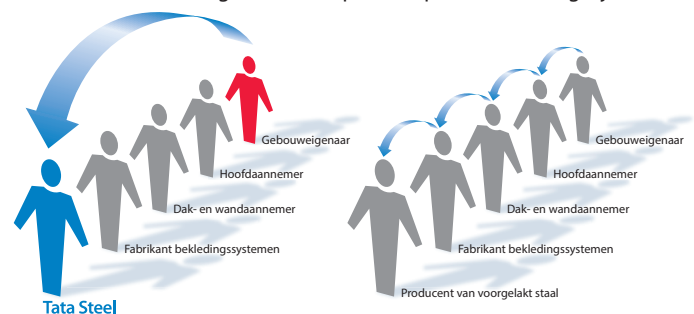 Gebouweigenaar
Hoofdaannemer
Dak- en wandaannemer
Fabrikant bekledingssystemen
Tata Steel
Gebouweigenaar
Hoofdaannemer
Dak- en wandaannemer
Fabrikant bekledingssystemen
Producent van voorgelakt staal